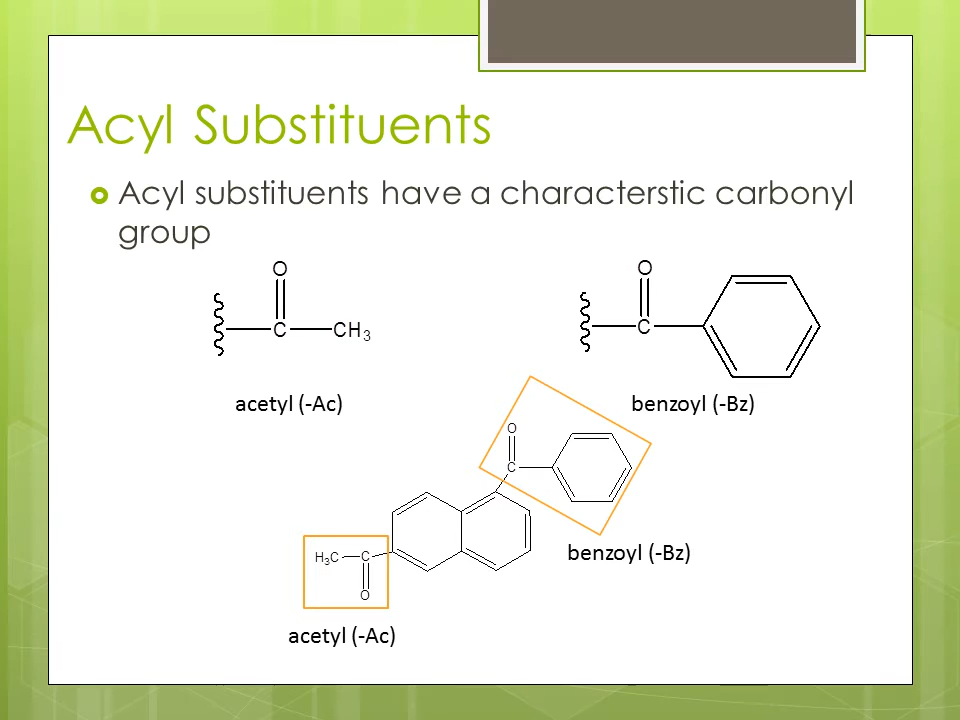 Acyl Substituents
Acyl substituents have a characterstic carbonyl
group
O
C
CH3
O
C
acetyl (-Ac)
benzoyl (-Bz)
O
C
benzoyl (-Bz)
H3C
C
O
acetyl (-Ac)